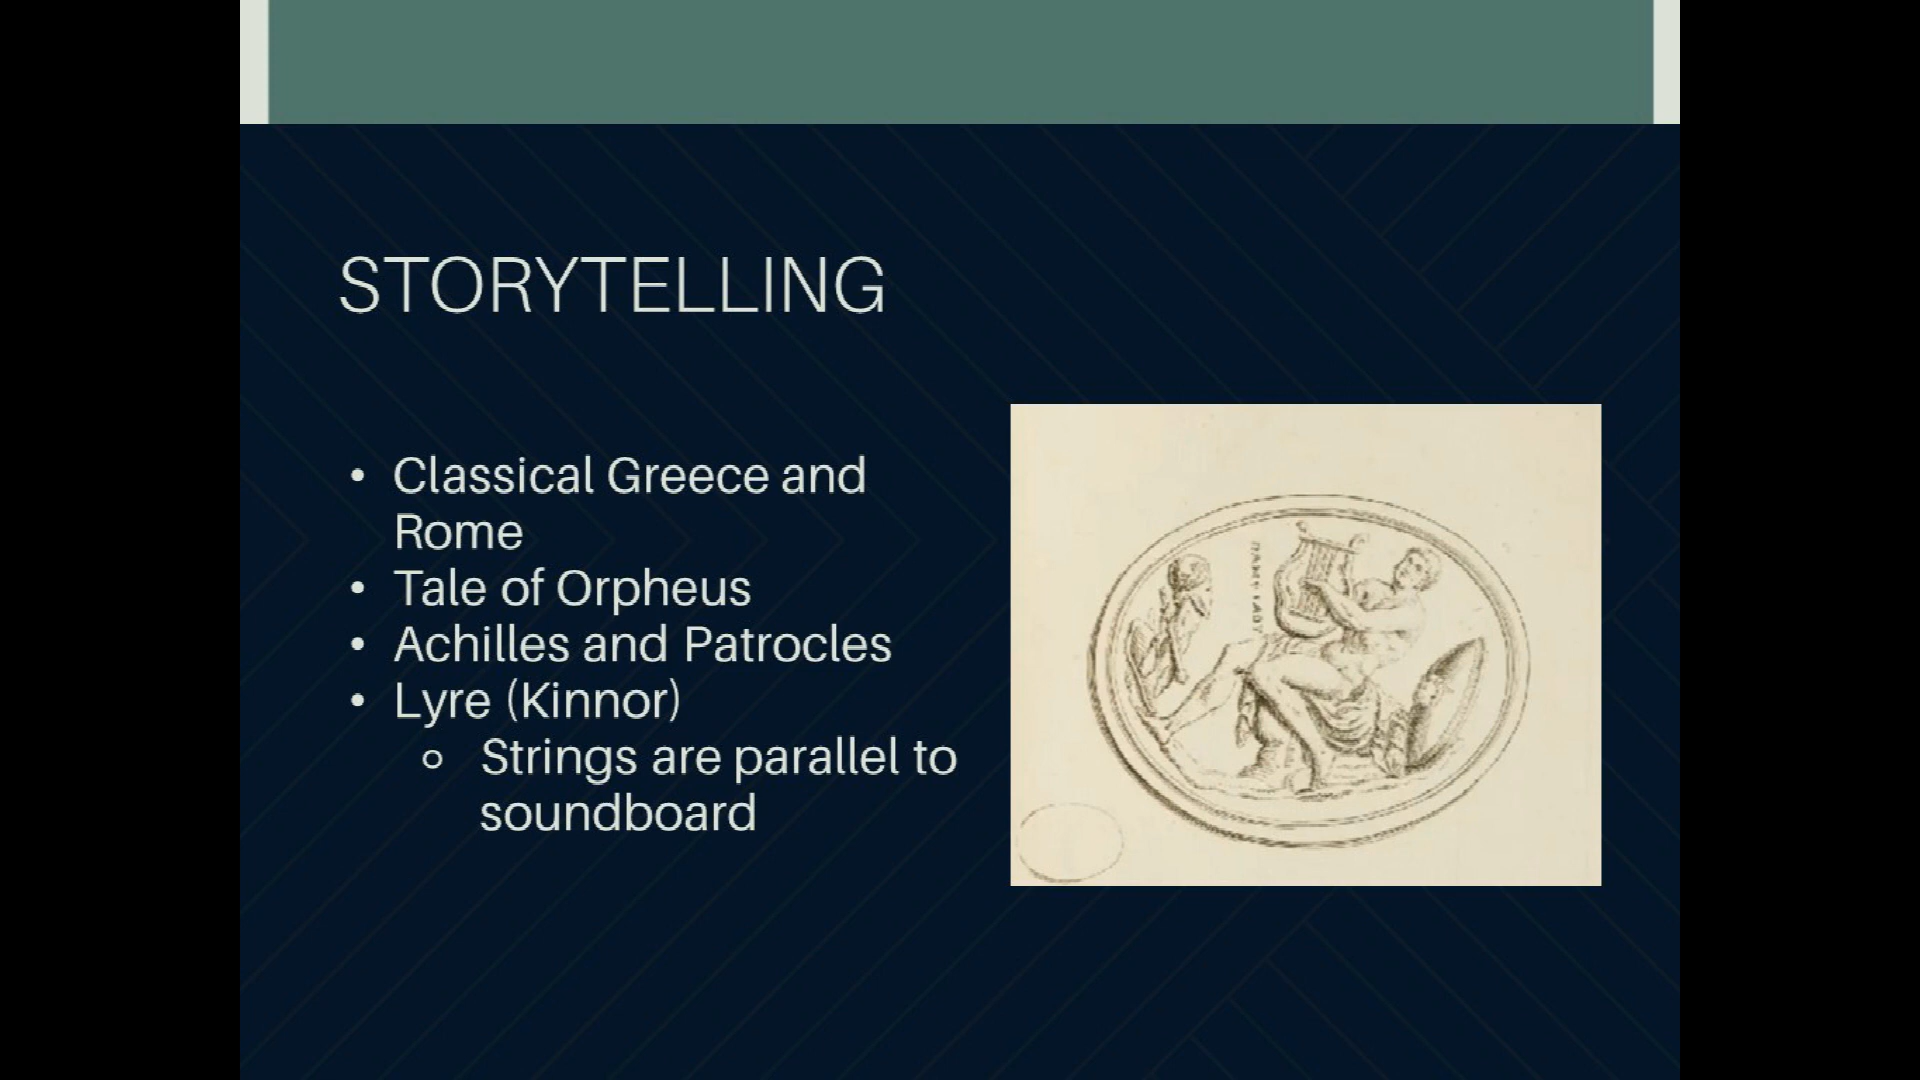 STORYTELLING
• Classical Greece and
Rome
• Tale of Orpheus
• Achilles and Patrocles
• Lyre (Kinnor)
o Strings are parallel to
soundboard